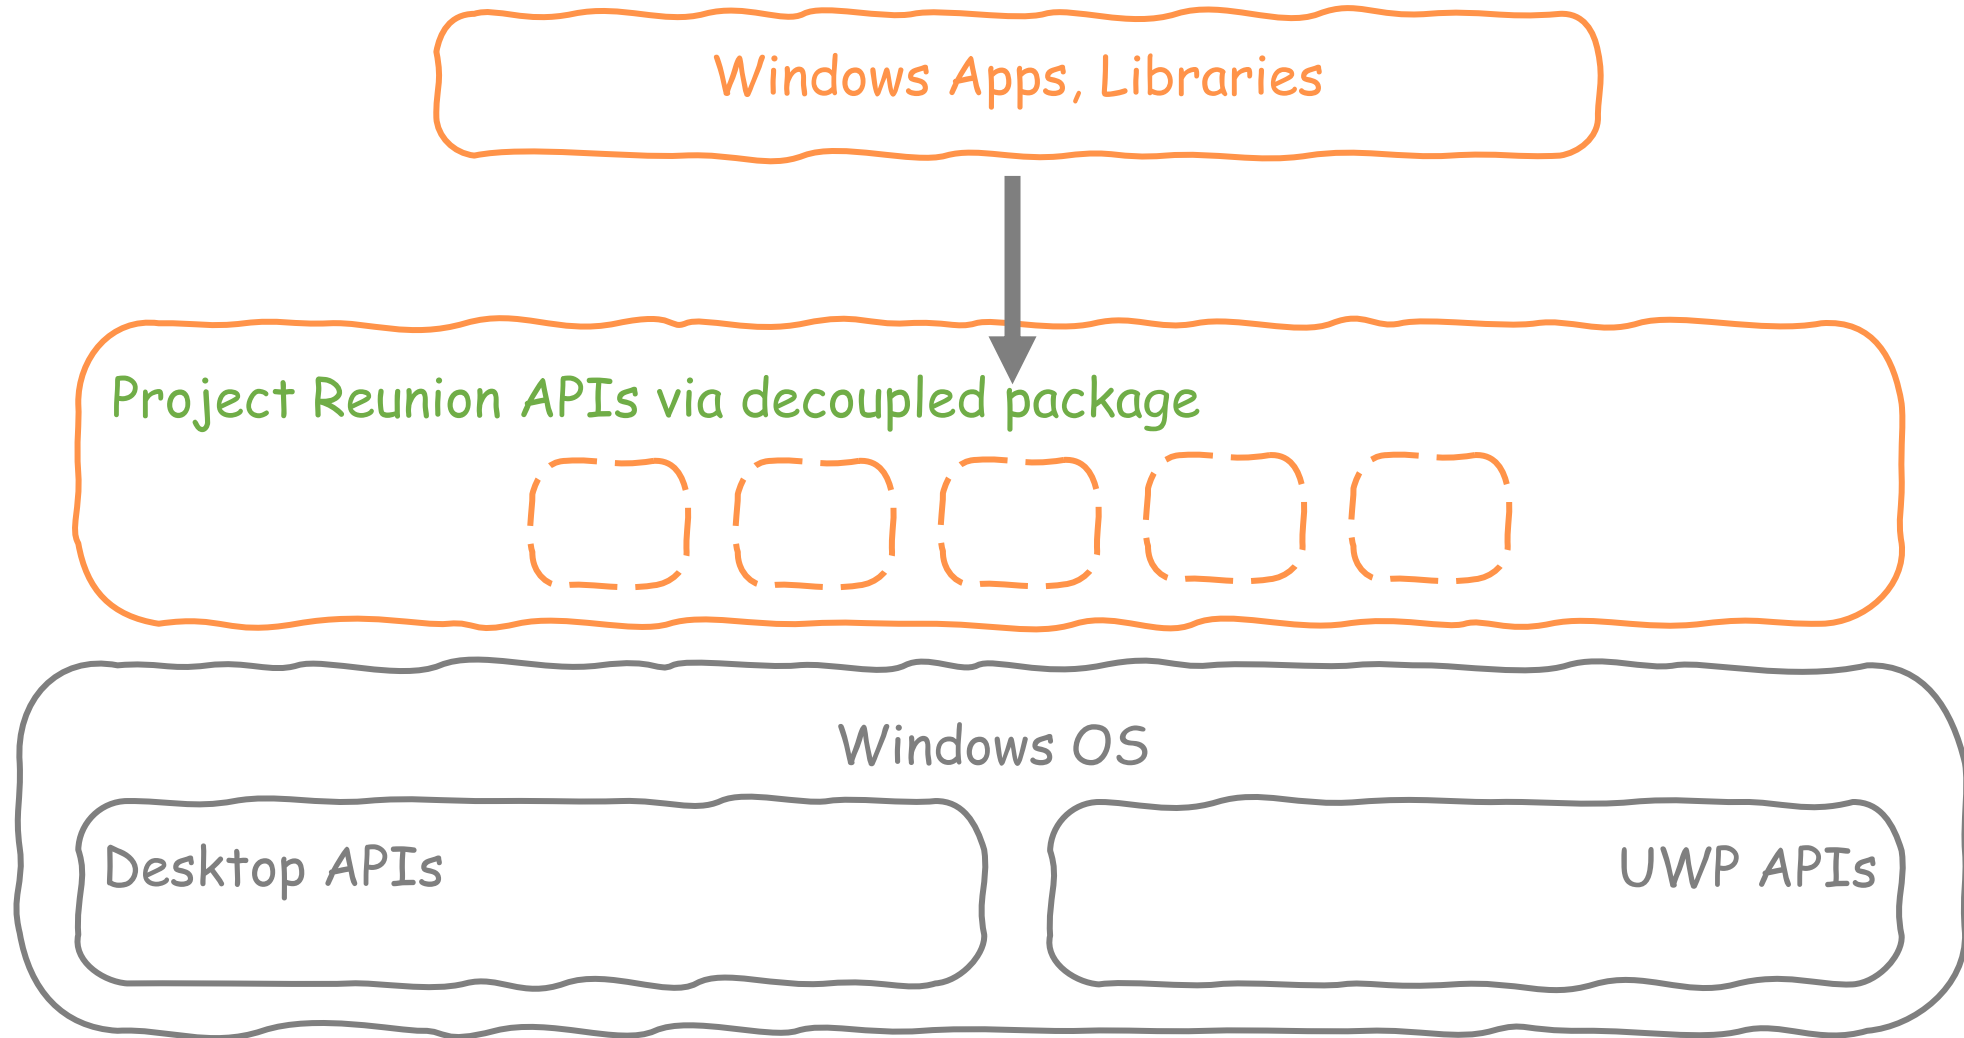 Windows Apps, Libraries
Project Reunion APIs via decoupled package
Windows OS
Desktop APIs
UWP APIs